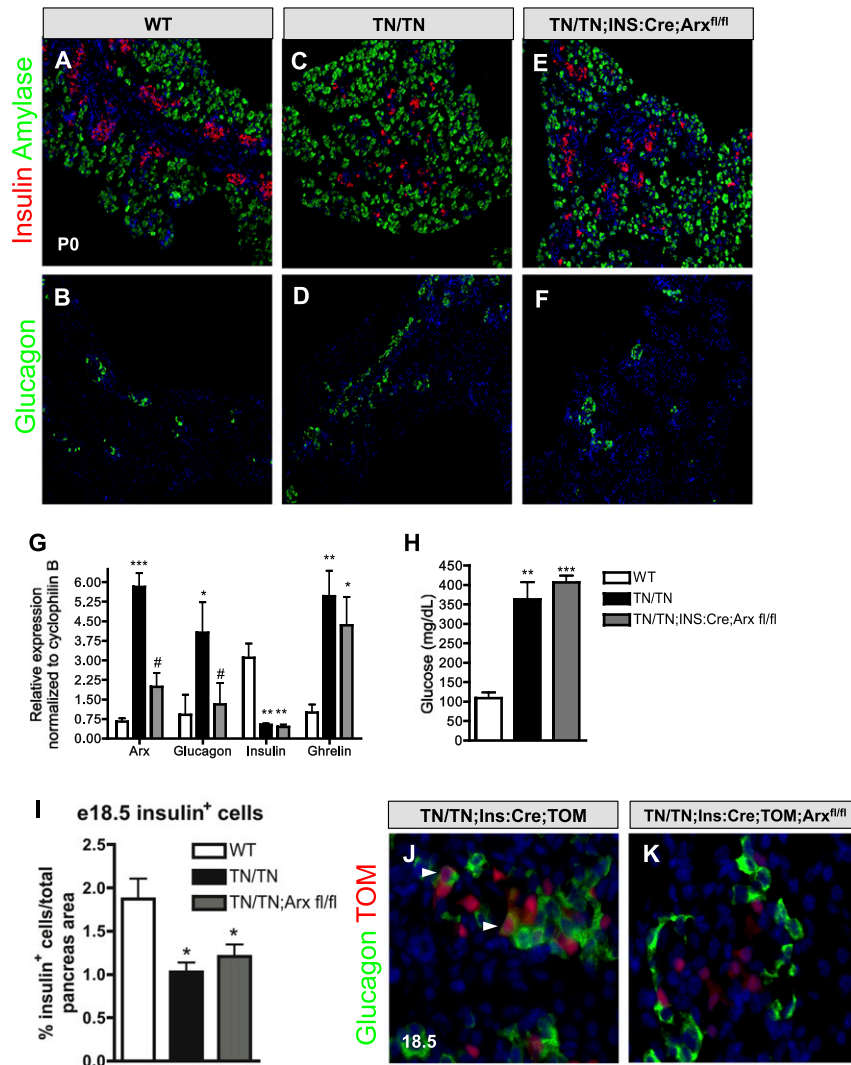 WT
TN/TN
TN/TN;INS:Cre;Arxfl/fl
Insulin Amylase
A
P0
C
E
Glucagon
B
D
F
G
Relative expression
normalized to cyclophilin B
6.00
5.25
4.50
3.75
3.00
2.25
1.50
0.75
0.00
***
#
*
#
** **
**
*
Arx
Glucagon
Insulin
Ghrelin
H
Glucose (mg/dL)
450
400
350
300
250
200
150
100
50
0
**
***
WT
TN/TN
TN/TN;INS:Cre;Arx fl/fl
I
e18.5 insulin+ cells
% insulin+ cells/total
pancreas area
2.5
2.0
1.5
1.0
0.5
0.0
*
*
WT
TN/TN
TN/TN;Arx fl/fl
TN/TN;Ins:Cre;TOM
TN/TN;Ins:Cre;TOM;Arxfl/fl
Glucagon TOM
J
18.5
K